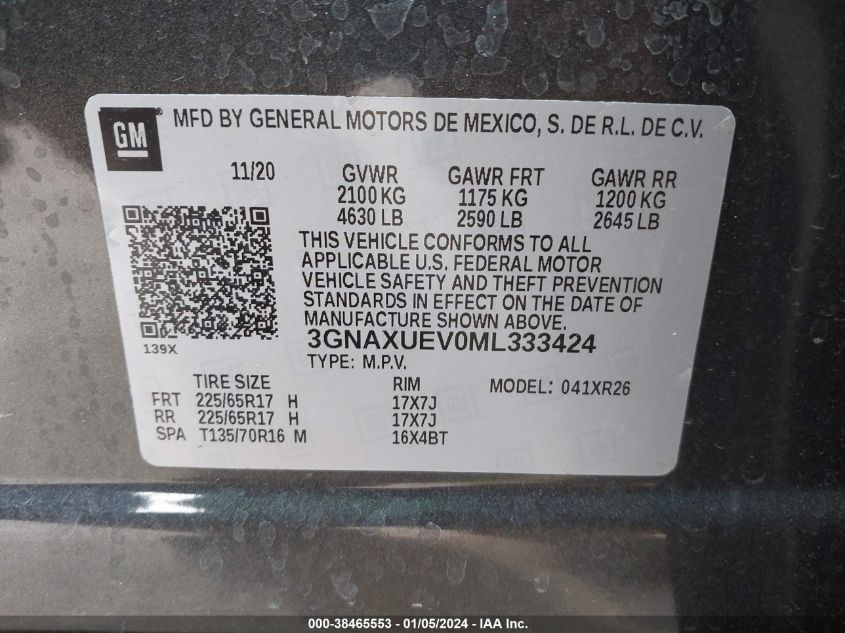 GM
MFD BY GENERAL MOTORS DE MEXICO, S. DE R.L. DE C.V.
11/20 GVWR GAWR FRT GAWR RR
2100 KG 1175 KG 1200 KG
4630 LB 2590 LB 2645 LB
THIS VEHICLE CONFORMS TO ALL
APPLICABLE U.S. FEDERAL MOTOR
VEHICLE SAFETY AND THEFT PREVENTION
STANDARDS IN EFFECT ON THE DATE OF
MANUFACTURE SHOWN ABOVE.
139X
3GNAXUEV0ML333424
TYPE: M.P.V.
TIRE SIZE RIM MODEL: 041XR26
FRT 225/65R17 H 17X7J
RR 225/65R17 H 17X7J
SPA T135/70R16 M 16X4BT
000-38465553 - 01/05/2024 - IAA Inc.